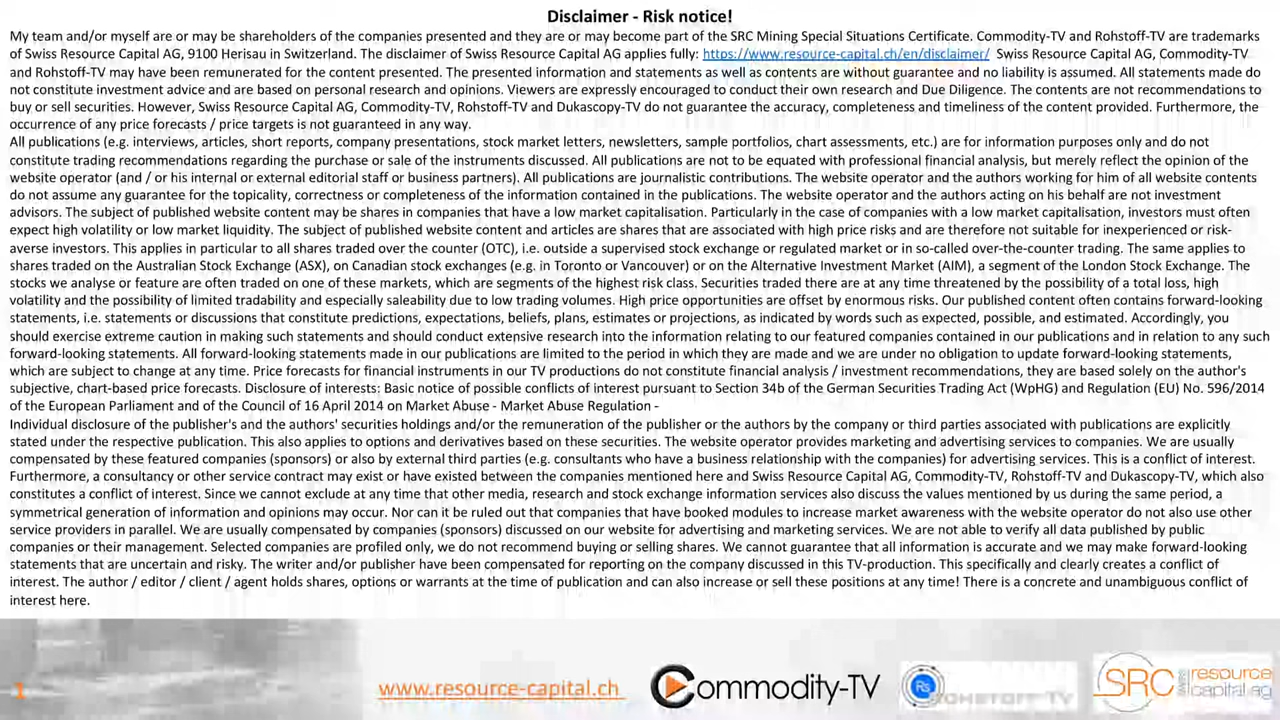 Disclaimer - Risk notice!
My team and/or myself are or may be shareholders of the companies presented and they are or may become part of the SRC Mining Special Situations Certificate. Commodity-TV and Rohstoff-TV are trademarks
of Swiss Resource Capital AG, 9100 Herisau in Switzerland. The disclaimer of Swiss Resource Capital AG applies fully: https://www.resource-capital.ch/en/disclaimer/ Swiss Resource Capital AG, Commodity-TV
and Rohstoff-TV may have been remunerated for the content presented. The presented information and statements as well as contents are without guarantee and no liability is assumed. All statements made do
not constitute investment advice and are based on personal research and opinions. Viewers are expressly encouraged to conduct their own research and Due Diligence. The contents are not recommendations to
buy or sell securities. However, Swiss Resource Capital AG, Commodity-TV, Rohstoff-TV and Dukascopy-TV do not guarantee the accuracy, completeness and timeliness of the content provided. Furthermore, the
occurrence of any price forecasts / price targets is not guaranteed in any way.
All publications (e.g. interviews, articles, short reports, company presentations, stock market letters, newsletters, sample portfolios, chart assessments, etc.) are for information purposes only and do not
constitute trading recommendations regarding the purchase or sale of the instruments discussed. All publications are not to be equated with professional financial analysis, but merely reflect the opinion of the
website operator (and / or his internal or external editorial staff or business partners). All publications are journalistic contributions. The website operator and the authors working for him of all website contents
do not assume any guarantee for the topicality, correctness or completeness of the information contained in the publications. The website operator and the authors acting on his behalf are not investment
advisors. The subject of published website content may be shares in companies that have a low market capitalisation. Particularly in the case of companies with a low market capitalisation, investors must often
expect high volatility or low market liquidity. The subject of published website content and articles are shares that are associated with high price risks and are therefore not suitable for inexperienced or risk-
averse investors. This applies in particular to all shares traded over the counter (OTC), i.e. outside a supervised stock exchange or regulated market or in so-called over-the-counter trading. The same applies to
shares traded on the Australian Stock Exchange (ASX), on Canadian stock exchanges (e.g. in Toronto or Vancouver) or on the Alternative Investment Market (AIM), a segment of the London Stock Exchange. The
stocks we analyse or feature are often traded on one of these markets, which are segments of the highest risk class. Securities traded there are at any time threatened by the possibility of a total loss, high
volatility and the possibility of limited tradability and especially saleability due to low trading volumes. High price opportunities are offset by enormous risks. Our published content often contains forward-looking
statements, i.e. statements or discussions that constitute predictions, expectations, beliefs, plans, estimates or projections, as indicated by words such as expected, possible, and estimated. Accordingly, you
should exercise extreme caution in making such statements and should conduct extensive research into the information relating to our featured companies contained in our publications and in relation to any such
forward-looking statements. All forward-looking statements made in our publications are limited to the period in which they are made and we are under no obligation to update forward-looking statements,
which are subject to change at any time. Price forecasts for financial instruments in our TV productions do not constitute financial analysis / investment recommendations, they are based solely on the author's
subjective, chart-based price forecasts. Disclosure of interests: Basic notice of possible conflicts of interest pursuant to Section 34b of the German Securities Trading Act (WpHG) and Regulation (EU) No. 596/2014
of the European Parliament and of the Council of 16 April 2014 on Market Abuse - Market Abuse Regulation -
Individual disclosure of the publisher's and the authors' securities holdings and/or the remuneration of the publisher or the authors by the company or third parties associated with publications are explicitly
stated under the respective publication. This also applies to options and derivatives based on these securities. The website operator provides marketing and advertising services to companies. We are usually
compensated by these featured companies (sponsors) or also by external third parties (e.g. consultants who have a business relationship with the companies) for advertising services. This is a conflict of interest.
Furthermore, a consultancy or other service contract may exist or have existed between the companies mentioned here and Swiss Resource Capital AG, Commodity-TV, Rohstoff-TV and Dukascopy-TV, which also
constitutes a conflict of interest. Since we cannot exclude at any time that other media, research and stock exchange information services also discuss the values mentioned by us during the same period, a
symmetrical generation of information and opinions may occur. Nor can it be ruled out that companies that have booked modules to increase market awareness with the website operator do not also use other
service providers in parallel. We are usually compensated by companies (sponsors) discussed on our website for advertising and marketing services. We are not able to verify all data published by public
companies or their management. Selected companies are profiled only, we do not recommend buying or selling shares. We cannot guarantee that all information is accurate and we may make forward-looking
statements that are uncertain and risky. The writer and/or publisher have been compensated for reporting on the company discussed in this TV-production. This specifically and clearly creates a conflict of
interest. The author / editor / client / agent holds shares, options or warrants at the time of publication and can also increase or sell these positions at any time! There is a concrete and unambiguous conflict of
interest here.
1
www.resource-capital.ch
Commodity-TV
Rs ROHSTOFF-TV
SRC swiss resource capital ag